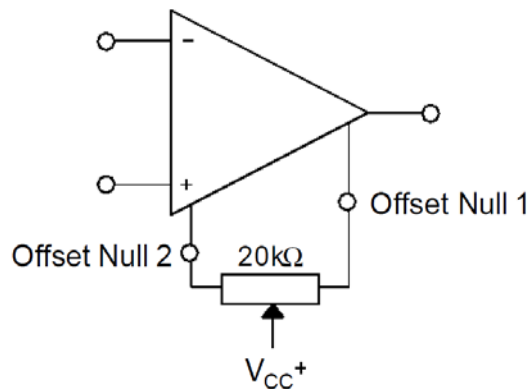 -
+
Offset Null 1
Offset Null 2
20kΩ
VCC+